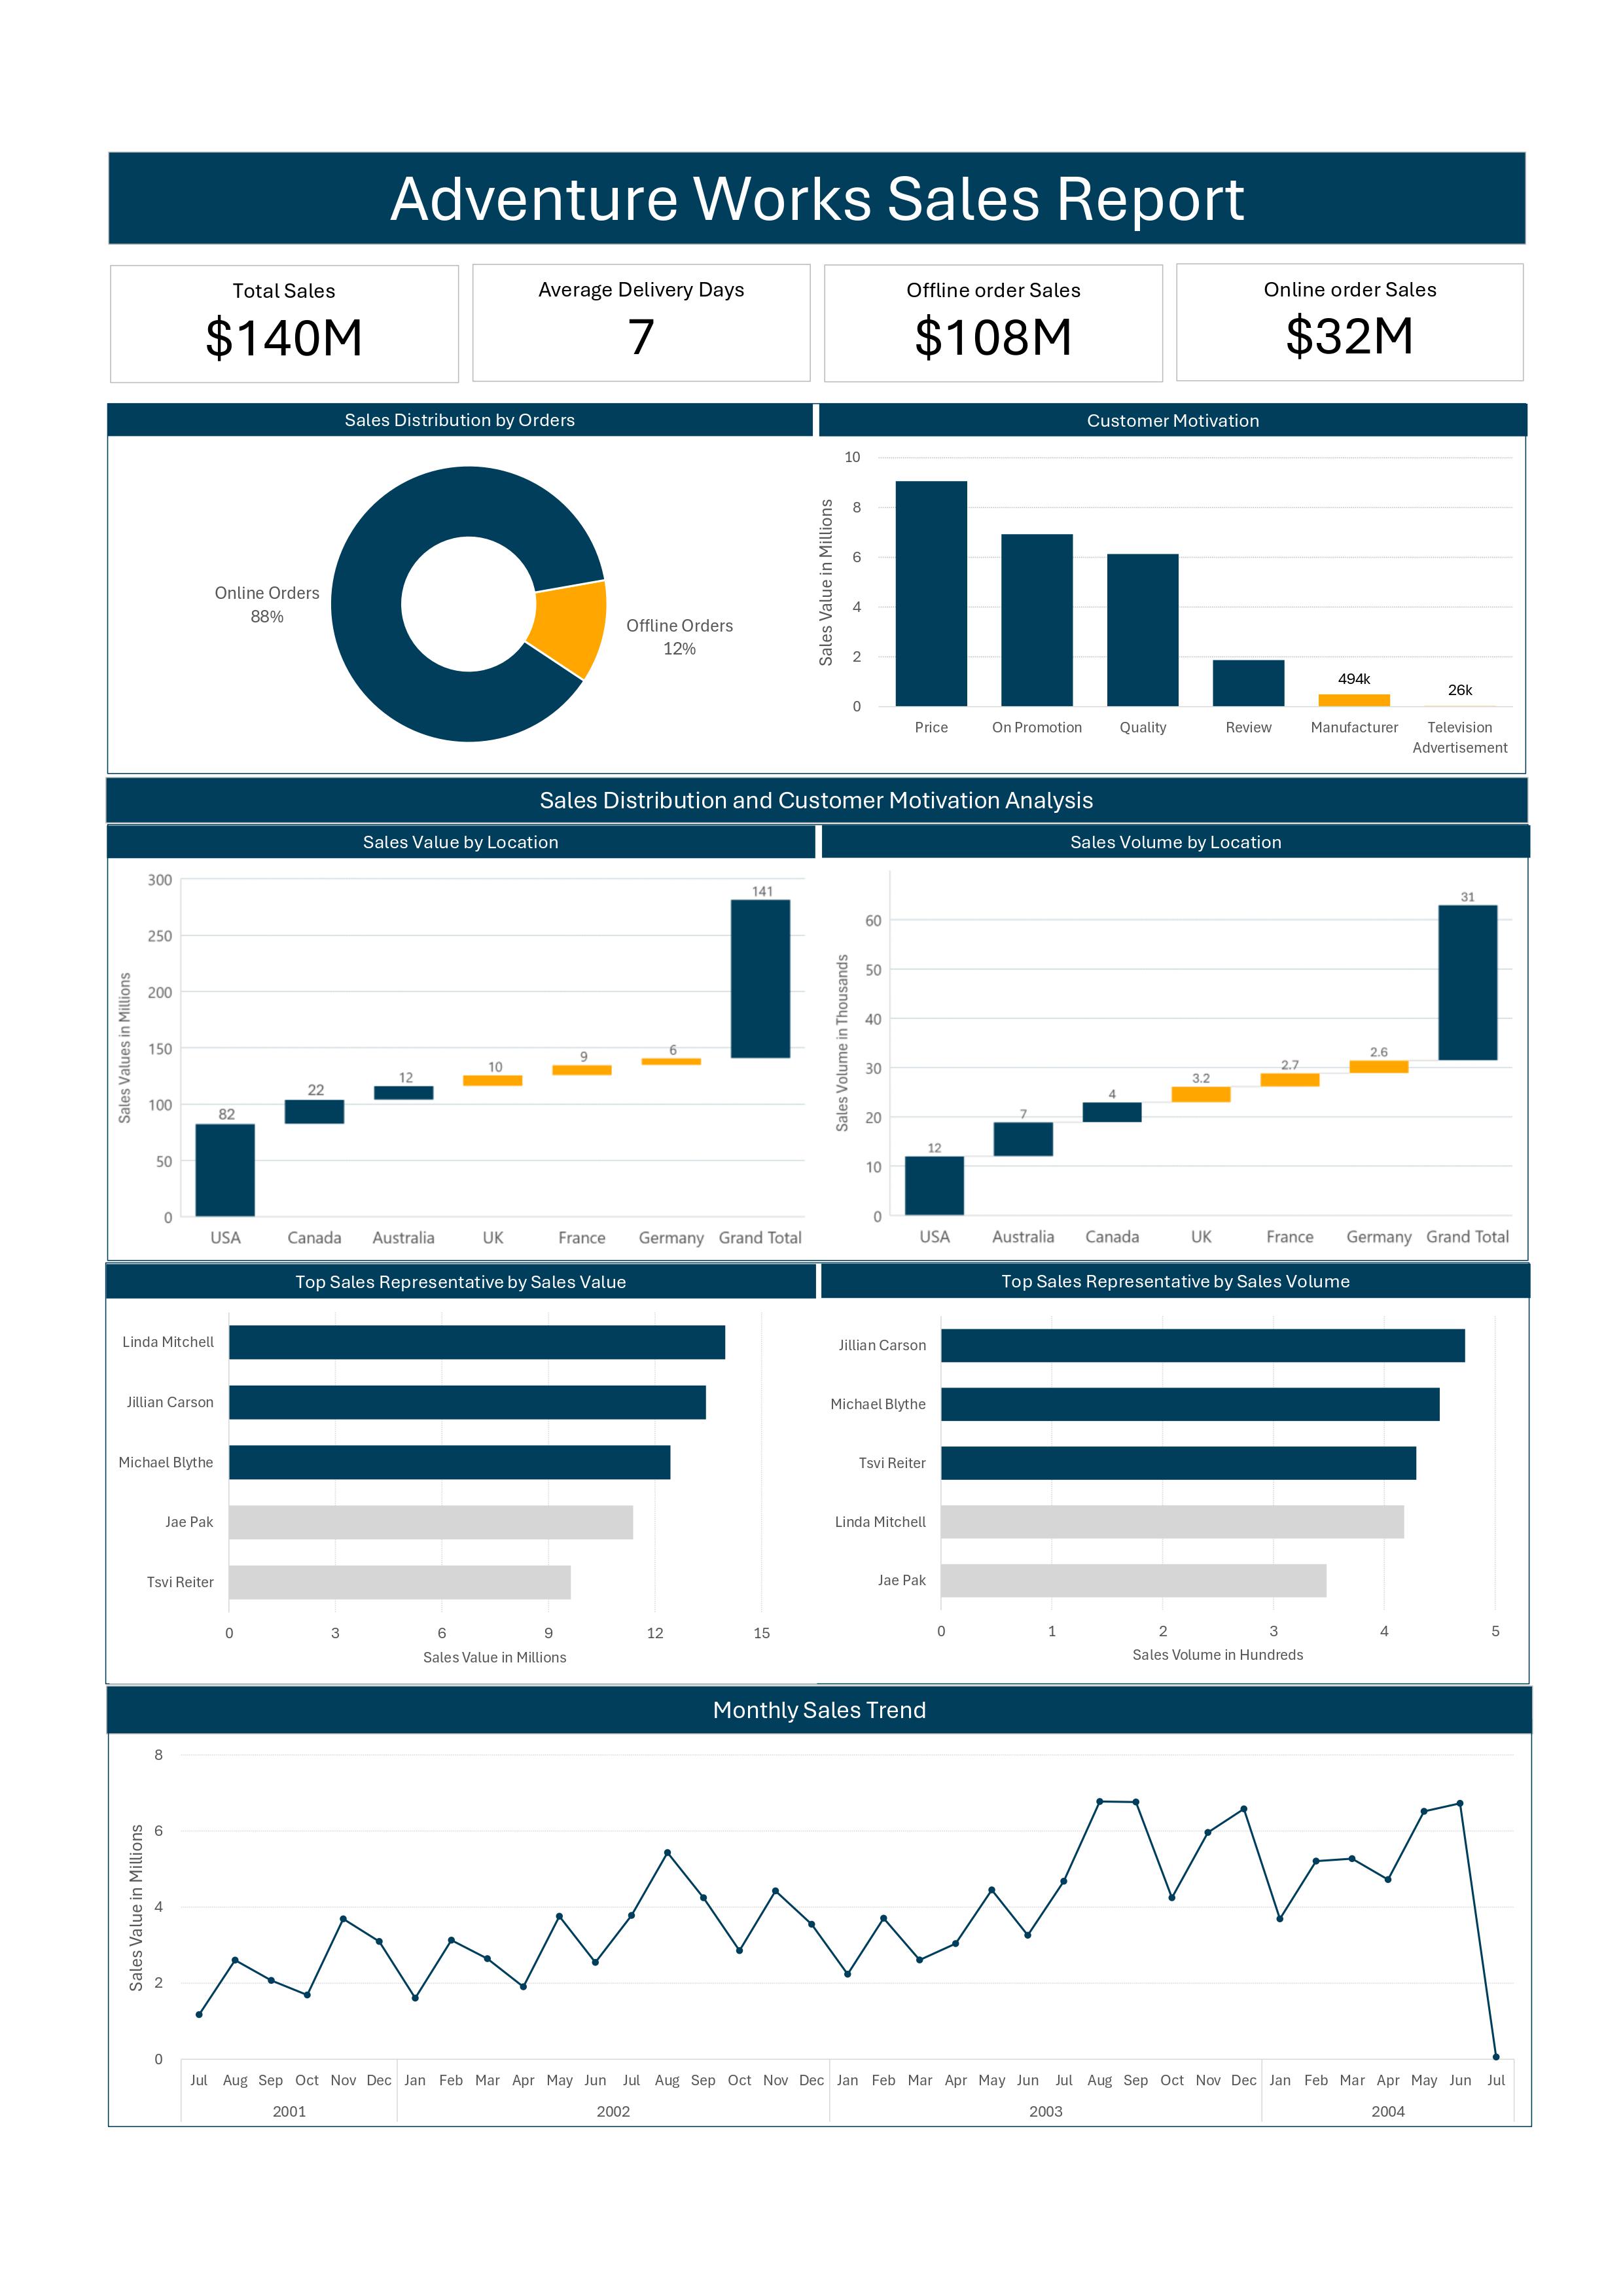 Adventure Works Sales Report
Total Sales
$140M
Average Delivery Days
7
Offline order Sales
$108M
Online order Sales
$32M
Sales Distribution by Orders
Online Orders
88%
Offline Orders
12%
Customer Motivation
Sales Value in Millions
10
8
6
4
2
0
494k
26k
Price
On Promotion
Quality
Review
Manufacturer
Television
Advertisement
Sales Distribution and Customer Motivation Analysis
Sales Value by Location
Sales Values in Millions
300
250
200
150
100
50
0
82
22
12
10
9
6
141
USA
Canada
Australia
UK
France
Germany
Grand Total
Sales Volume by Location
Sales Volume in Thousands
60
50
40
30
20
10
0
12
7
4
3.2
2.7
2.6
31
USA
Australia
Canada
UK
France
Germany
Grand Total
Top Sales Representative by Sales Value
Linda Mitchell
Jillian Carson
Michael Blythe
Jae Pak
Tsvi Reiter
0 3 6 9 12 15
Sales Value in Millions
Top Sales Representative by Sales Volume
Jillian Carson
Michael Blythe
Tsvi Reiter
Linda Mitchell
Jae Pak
0 1 2 3 4 5
Sales Volume in Hundreds
Monthly Sales Trend
Sales Value in Millions
8
6
4
2
0
Jul Aug Sep Oct Nov Dec Jan Feb Mar Apr May Jun Jul Aug Sep Oct Nov Dec Jan Feb Mar Apr May Jun Jul Aug Sep Oct Nov Dec Jan Feb Mar Apr May Jun Jul
2001 2002 2003 2004